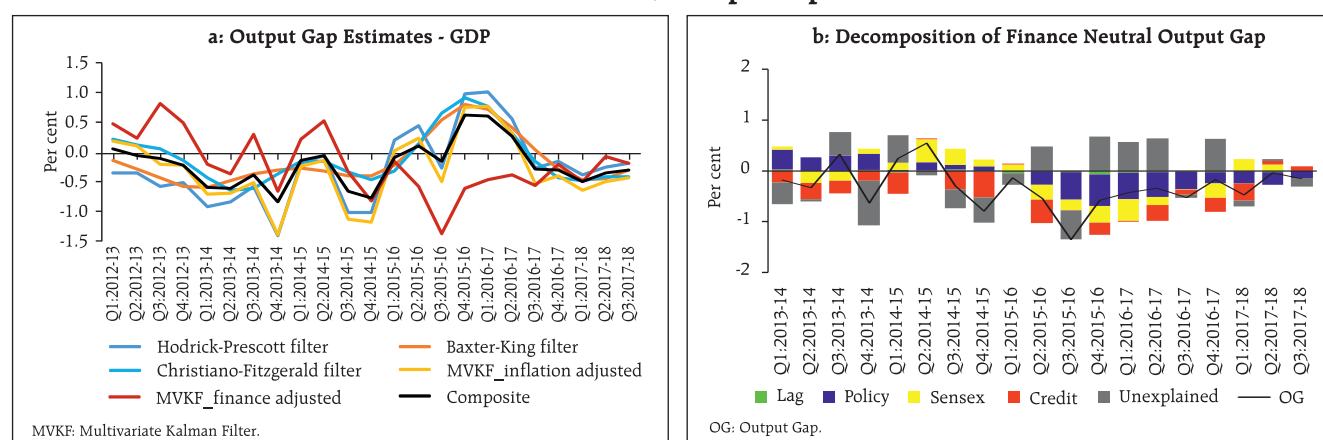 a: Output Gap Estimates - GDP
Per cent
1.5
1.0
0.5
0.0
-0.5
-1.0
-1.5
Q1:2012-13
Q2:2012-13
Q3:2012-13
Q4:2012-13
Q1:2013-14
Q2:2013-14
Q3:2013-14
Q4:2013-14
Q1:2014-15
Q2:2014-15
Q3:2014-15
Q4:2014-15
Q1:2015-16
Q2:2015-16
Q3:2015-16
Q4:2015-16
Q1:2016-17
Q2:2016-17
Q3:2016-17
Q4:2016-17
Q1:2017-18
Q2:2017-18
Q3:2017-18
Hodrick-Prescott filter
Baxter-King filter
Christiano-Fitzgerald filter
MVKF_inflation adjusted
MVKF_finance adjusted
Composite
MVKF: Multivariate Kalman Filter.
b: Decomposition of Finance Neutral Output Gap
Per cent
2
1
0
-1
-2
Q1:2013-14
Q2:2013-14
Q3:2013-14
Q4:2013-14
Q1:2014-15
Q2:2014-15
Q3:2014-15
Q4:2014-15
Q1:2015-16
Q2:2015-16
Q3:2015-16
Q4:2015-16
Q1:2016-17
Q2:2016-17
Q3:2016-17
Q4:2016-17
Q1:2017-18
Q2:2017-18
Q3:2017-18
Lag Policy Sensex Credit Unexplained OG
OG: Output Gap.